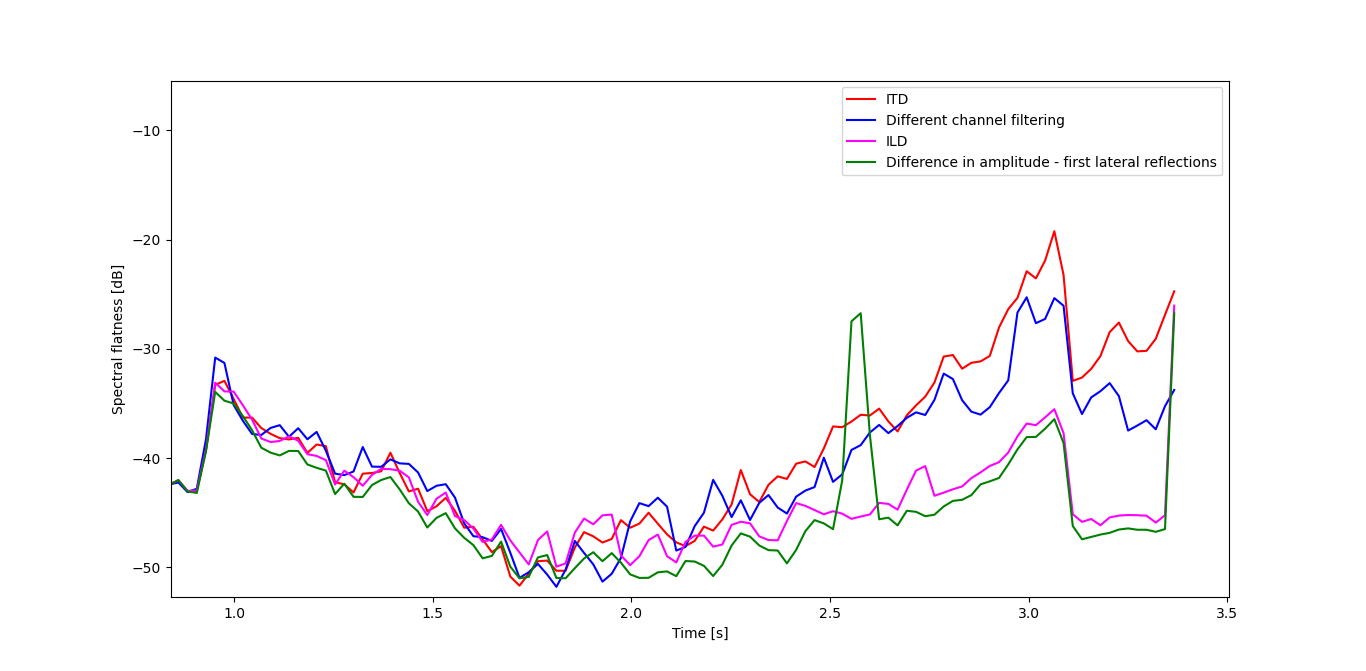 ITD
Different channel filtering
ILD
Difference in amplitude - first lateral reflections
Spectral flatness [dB]
−10
−20
−30
−40
−50
1.0 1.5 2.0 2.5 3.0 3.5
Time [s]